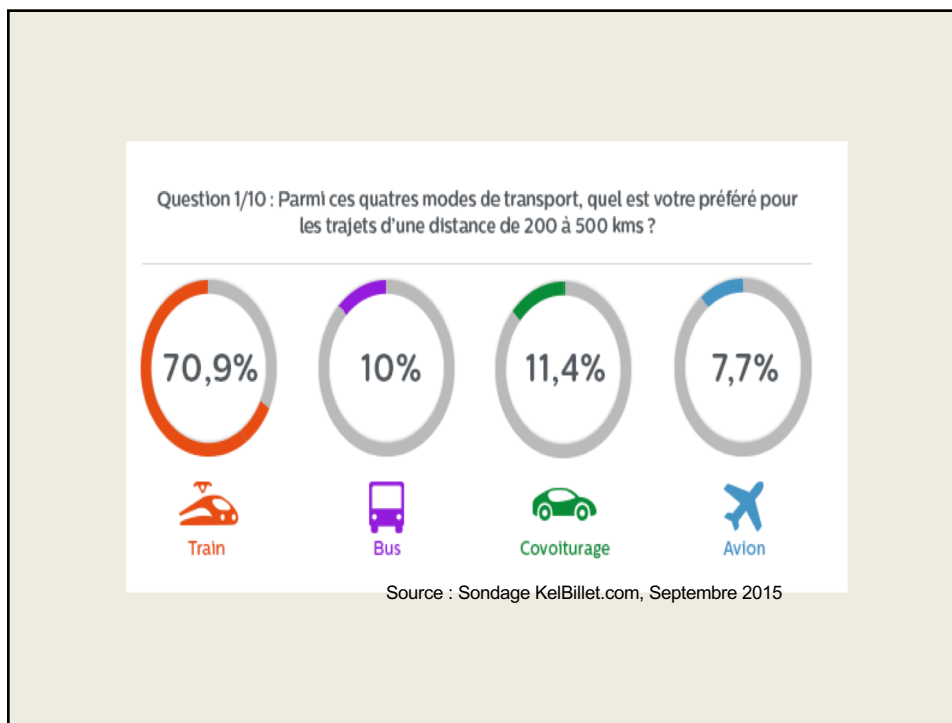 Question 1/10 : Parmi ces quatres modes de transport, quel est votre préféré pour
les trajets d'une distance de 200 à 500 kms ?
70,9% 10% 11,4% 7,7%
Train Bus Covoiturage Avion
Source : Sondage KelBillet.com, Septembre 2015